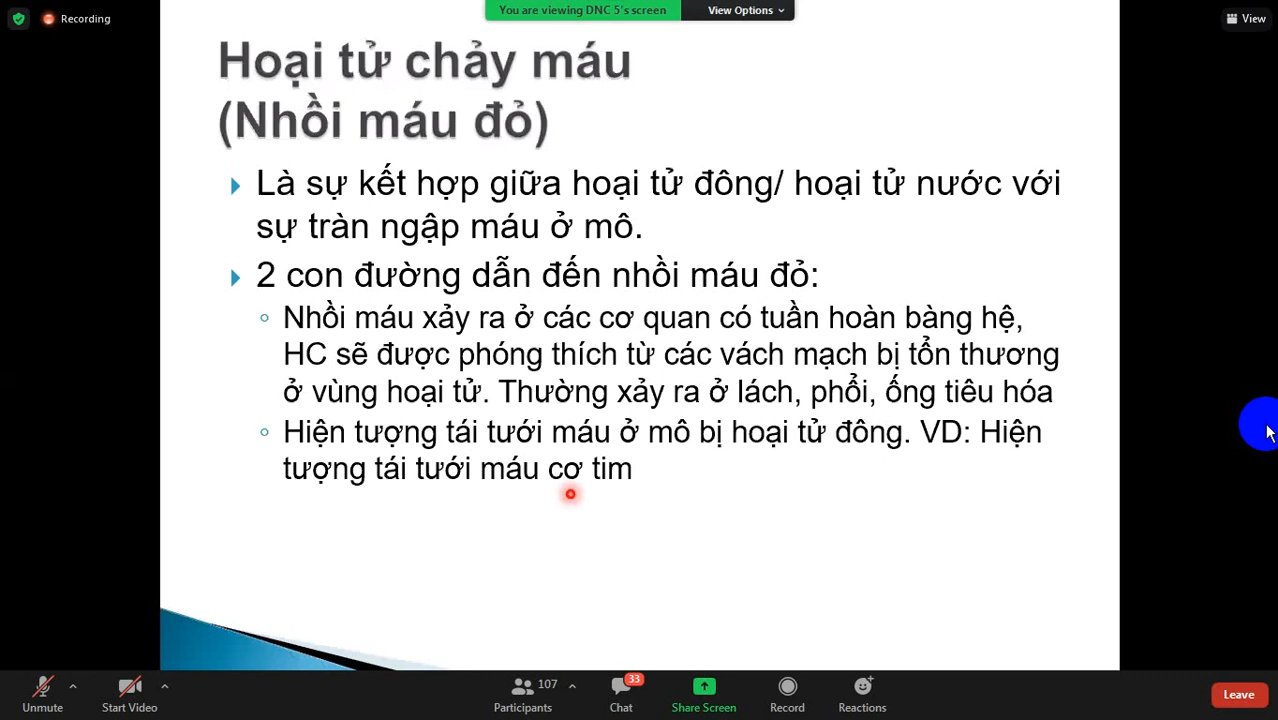 You are viewing DNC 5's screen
View Options
Recording
View
Hoại tử chảy máu
(Nhồi máu đỏ)
Là sự kết hợp giữa hoại tử đông/ hoại tử nước với
sự tràn ngập máu ở mô.
2 con đường dẫn đến nhồi máu đỏ:
Nhồi máu xảy ra ở các cơ quan có tuần hoàn bàng hệ,
HC sẽ được phóng thích từ các vách mạch bị tổn thương
ở vùng hoại tử. Thường xảy ra ở lách, phổi, ống tiêu hóa
Hiện tượng tái tưới máu ở mô bị hoại tử đông. VD: Hiện
tượng tái tưới máu cơ tim
107
33
Unmute
Start Video
Participants
Chat
Share Screen
Record
Reactions
Leave